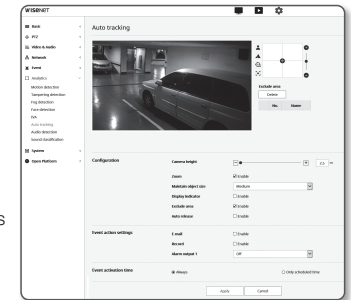 WISENET
Basic
PTZ
Video & Audio
Network
Event
Analytics
Motion detection
Tampering detection
Fog detection
Face detection
IVA
Auto tracking
Audio detection
Sound classification
System
Open Platform
Auto tracking
Exclude area
Delete
No. Name
Configuration
Camera height
Zoom Enable
Maintain object size Medium
Display indicator Enable
Exclude area Enable
Auto release Enable
Event action settings
E-mail Enable
Record Enable
Alarm output 1 Off
Event activation time
Always Only scheduled time
Apply Cancel
s